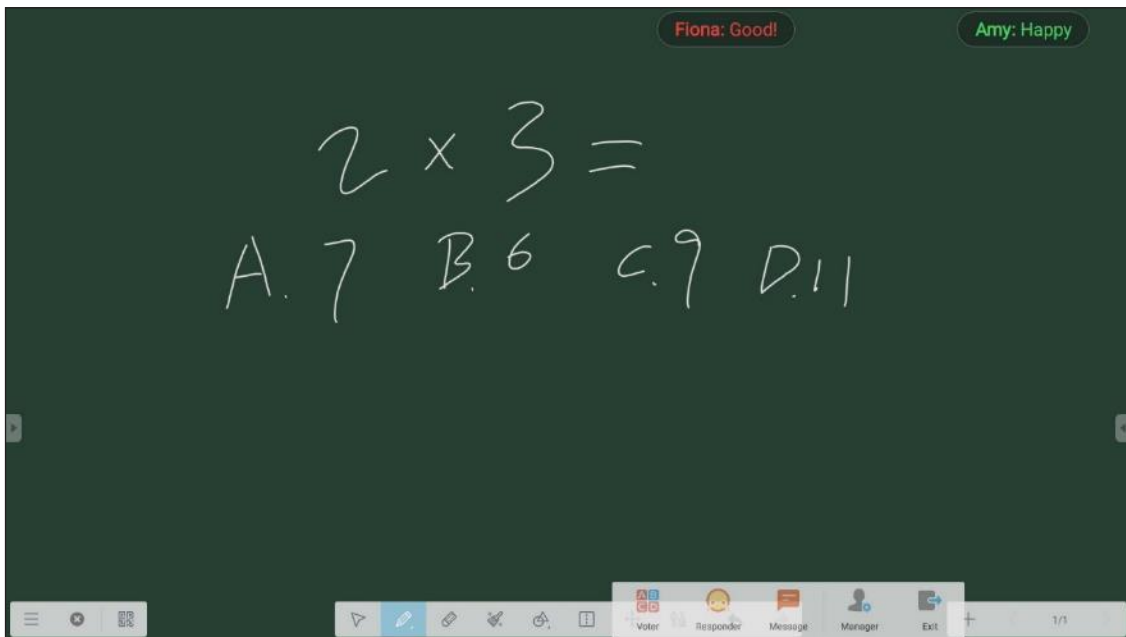 Fiona: Good! Amy: Happy
2 × 3 =
A. 7 B. 6 C. 9 D. 11
Voter Responder Message Manager Exit 1/1